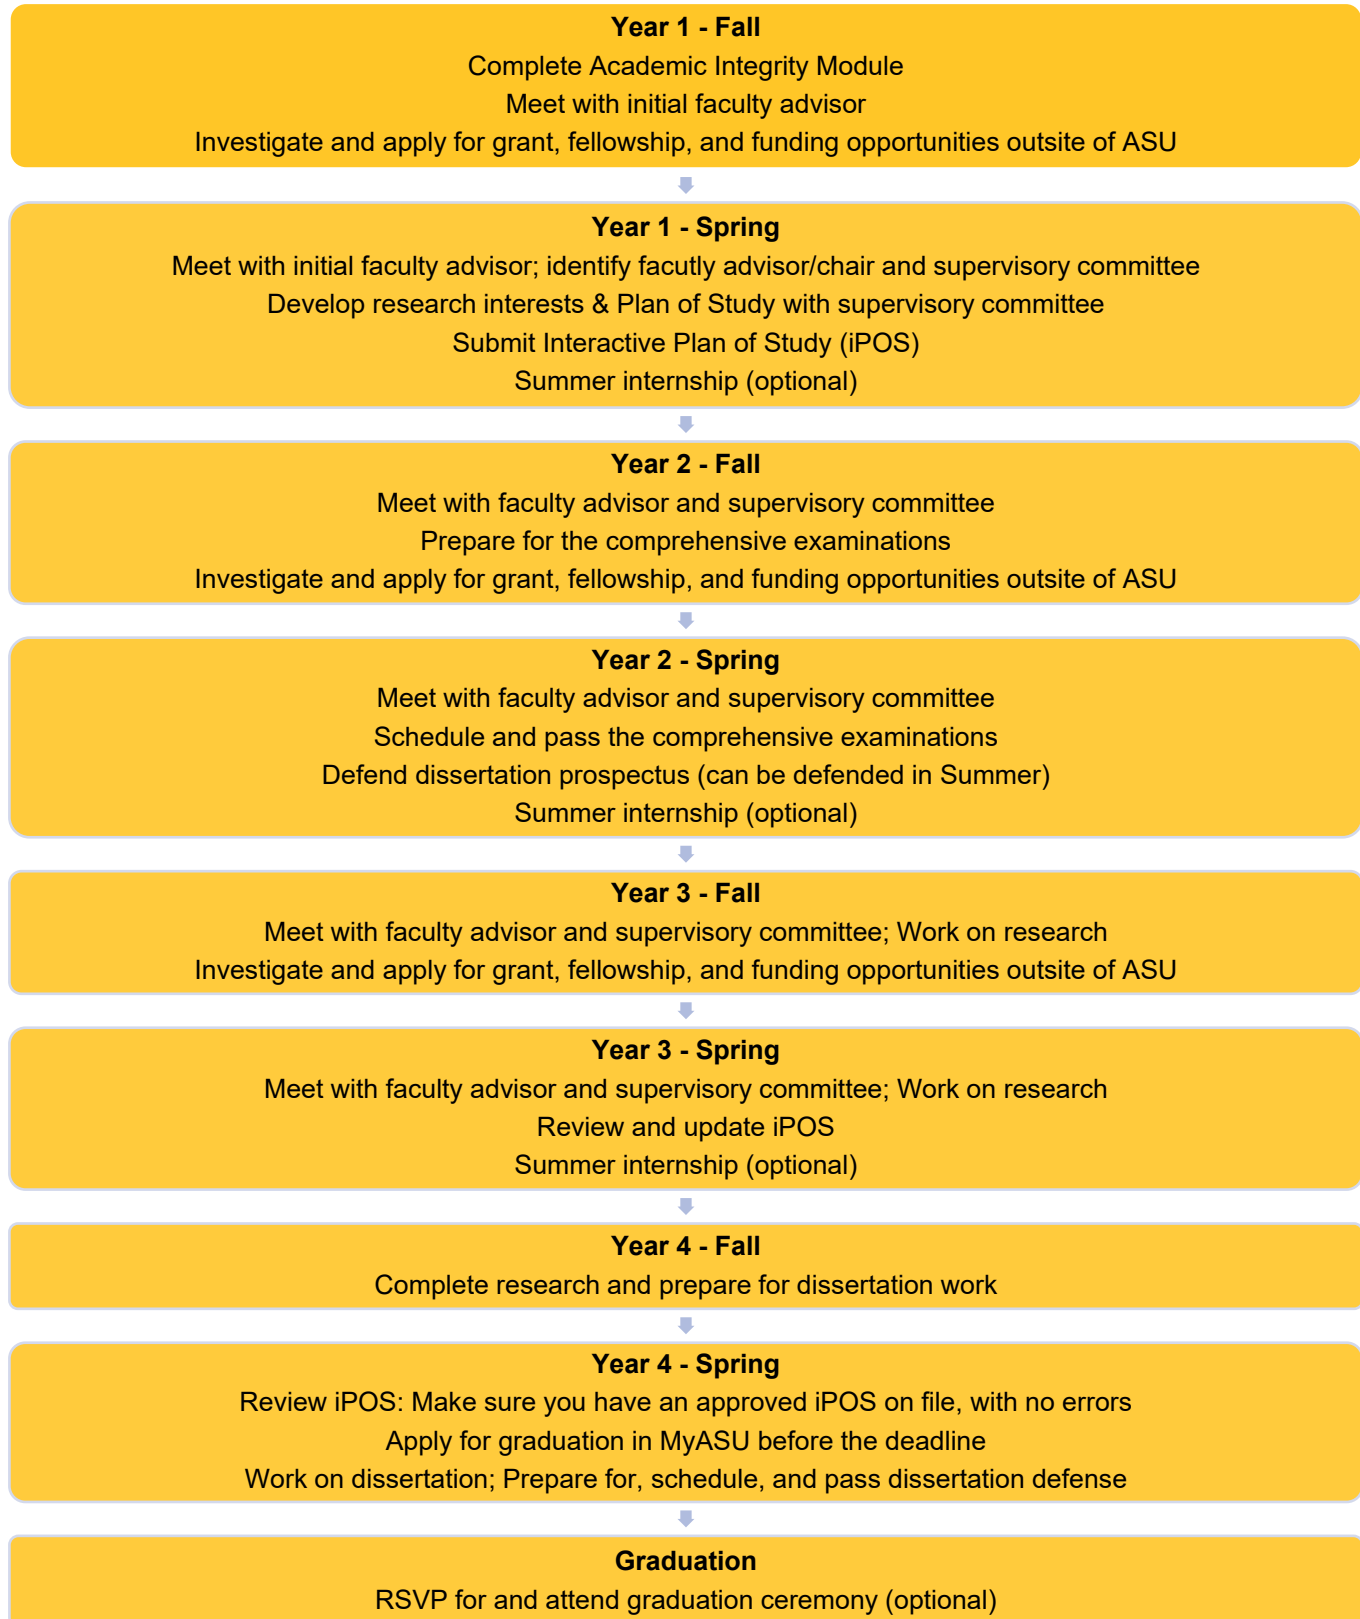 Year 1 - Fall
Complete Academic Integrity Module
Meet with initial faculty advisor
Investigate and apply for grant, fellowship, and funding opportunities outsite of ASU
Year 1 - Spring
Meet with initial faculty advisor; identify facutly advisor/chair and supervisory committee
Develop research interests & Plan of Study with supervisory committee
Submit Interactive Plan of Study (iPOS)
Summer internship (optional)
Year 2 - Fall
Meet with faculty advisor and supervisory committee
Prepare for the comprehensive examinations
Investigate and apply for grant, fellowship, and funding opportunities outsite of ASU
Year 2 - Spring
Meet with faculty advisor and supervisory committee
Schedule and pass the comprehensive examinations
Defend dissertation prospectus (can be defended in Summer)
Summer internship (optional)
Year 3 - Fall
Meet with faculty advisor and supervisory committee; Work on research
Investigate and apply for grant, fellowship, and funding opportunities outsite of ASU
Year 3 - Spring
Meet with faculty advisor and supervisory committee; Work on research
Review and update iPOS
Summer internship (optional)
Year 4 - Fall
Complete research and prepare for dissertation work
Year 4 - Spring
Review iPOS: Make sure you have an approved iPOS on file, with no errors
Apply for graduation in MyASU before the deadline
Work on dissertation; Prepare for, schedule, and pass dissertation defense
Graduation
RSVP for and attend graduation ceremony (optional)